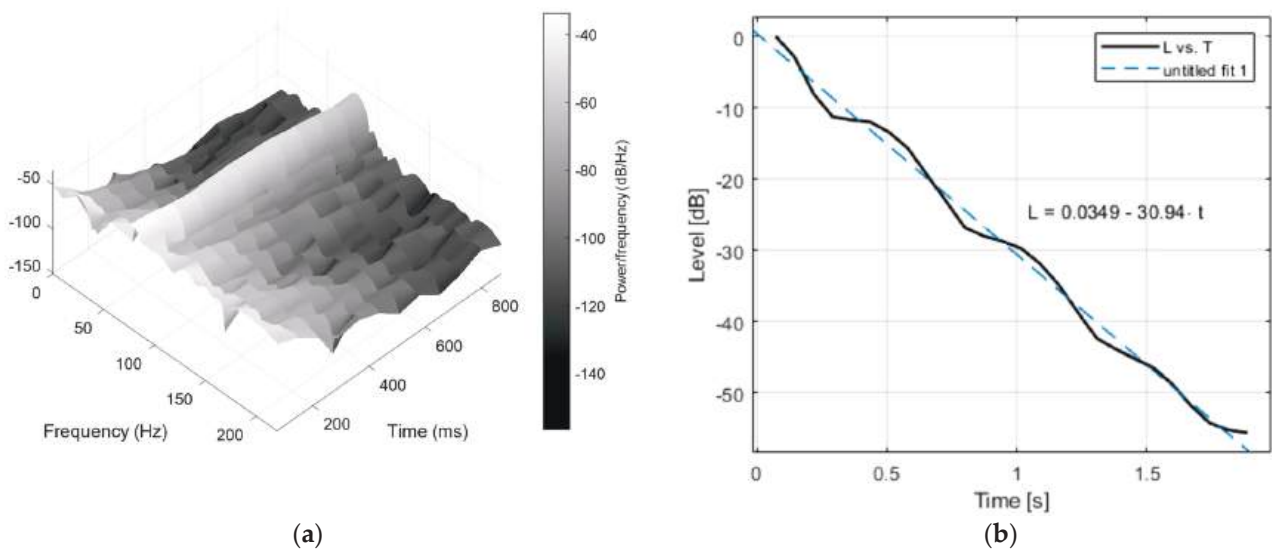 -50
-100
-150
0
50
100
150
200
Frequency (Hz)
200
400
600
800
Time (ms)
-40
-60
-80
-100
-120
-140
Power/frequency (dB/Hz)
(a)
0
-10
-20
-30
-40
-50
Level [dB]
L vs. T
untitled fit 1
L = 0.0349 - 30.94· t
0
0.5
1
1.5
Time [s]
(b)